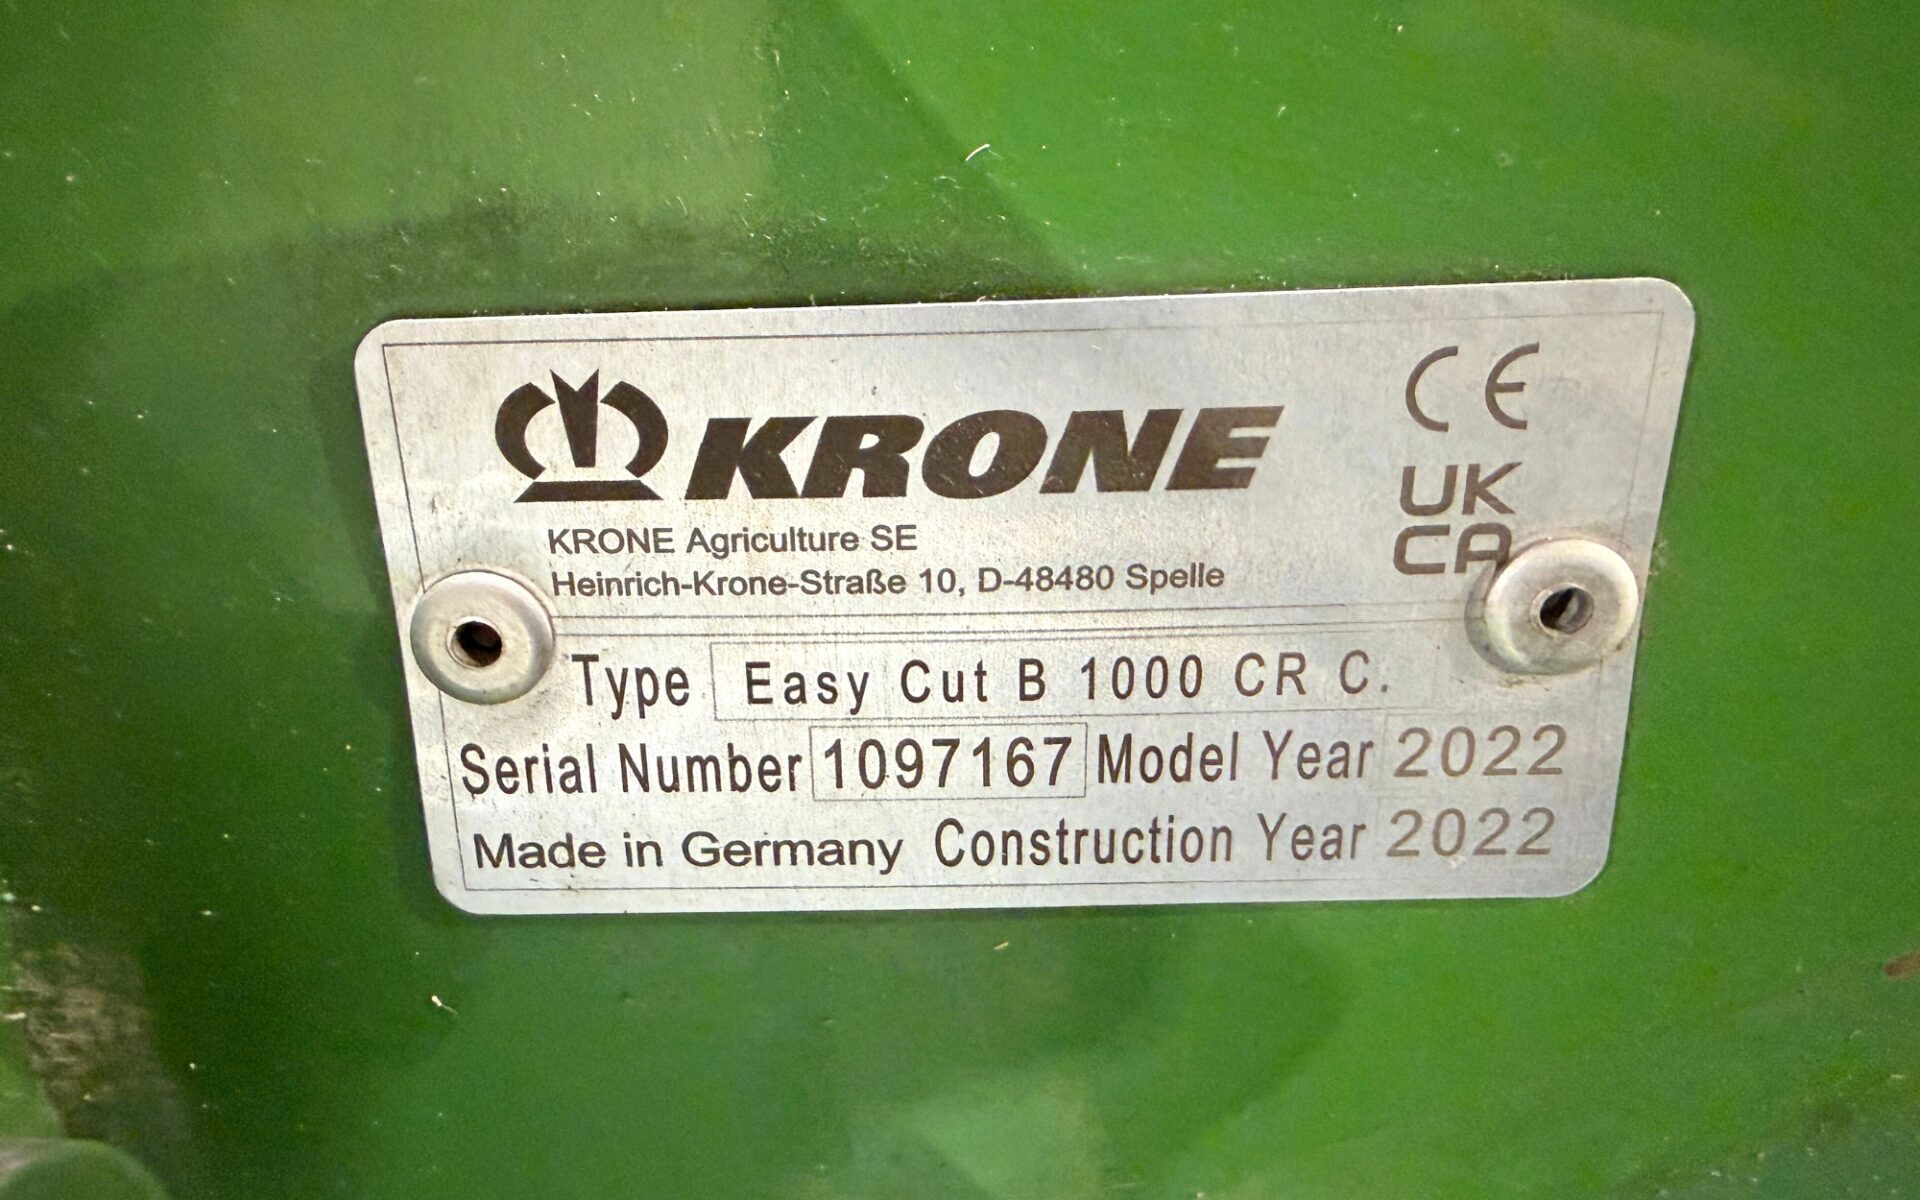 KRONE
CE
UK
CA
KRONE Agriculture SE
Heinrich-Krone-Straße 10, D-48480 Spelle
Type Easy Cut B 1000 CR C.
Serial Number 1097167 Model Year 2022
Made in Germany Construction Year 2022